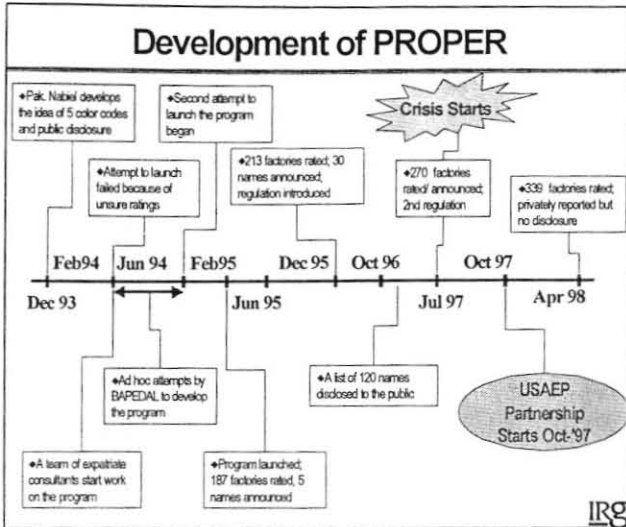 Development of PROPER
◆Pak. Nabiel develops
the idea of 5 color codes
and public disclosure
◆Second attempt to
launch the program
began
Crisis Starts
◆Attempt to launch
failed because of
unsure ratings
◆213 factories rated; 30
names announced;
regulation introduced
◆270 factories
rated/ announced;
2nd regulation
◆339 factories rated;
privately reported but
no disclosure
Feb94 Jun 94 Feb95 Dec 95 Oct 96 Oct 97
Dec 93 Jun 95 Jul 97 Apr 98
◆Ad hoc attempts by
BAPEDAL to develop
the program
◆A list of 120 names
disclosed to the public
USAEP
Partnership
Starts Oct-'97
◆A team of expatriate
consultants start work
on the program
◆Program launched;
187 factories rated, 5
names announced
IRg